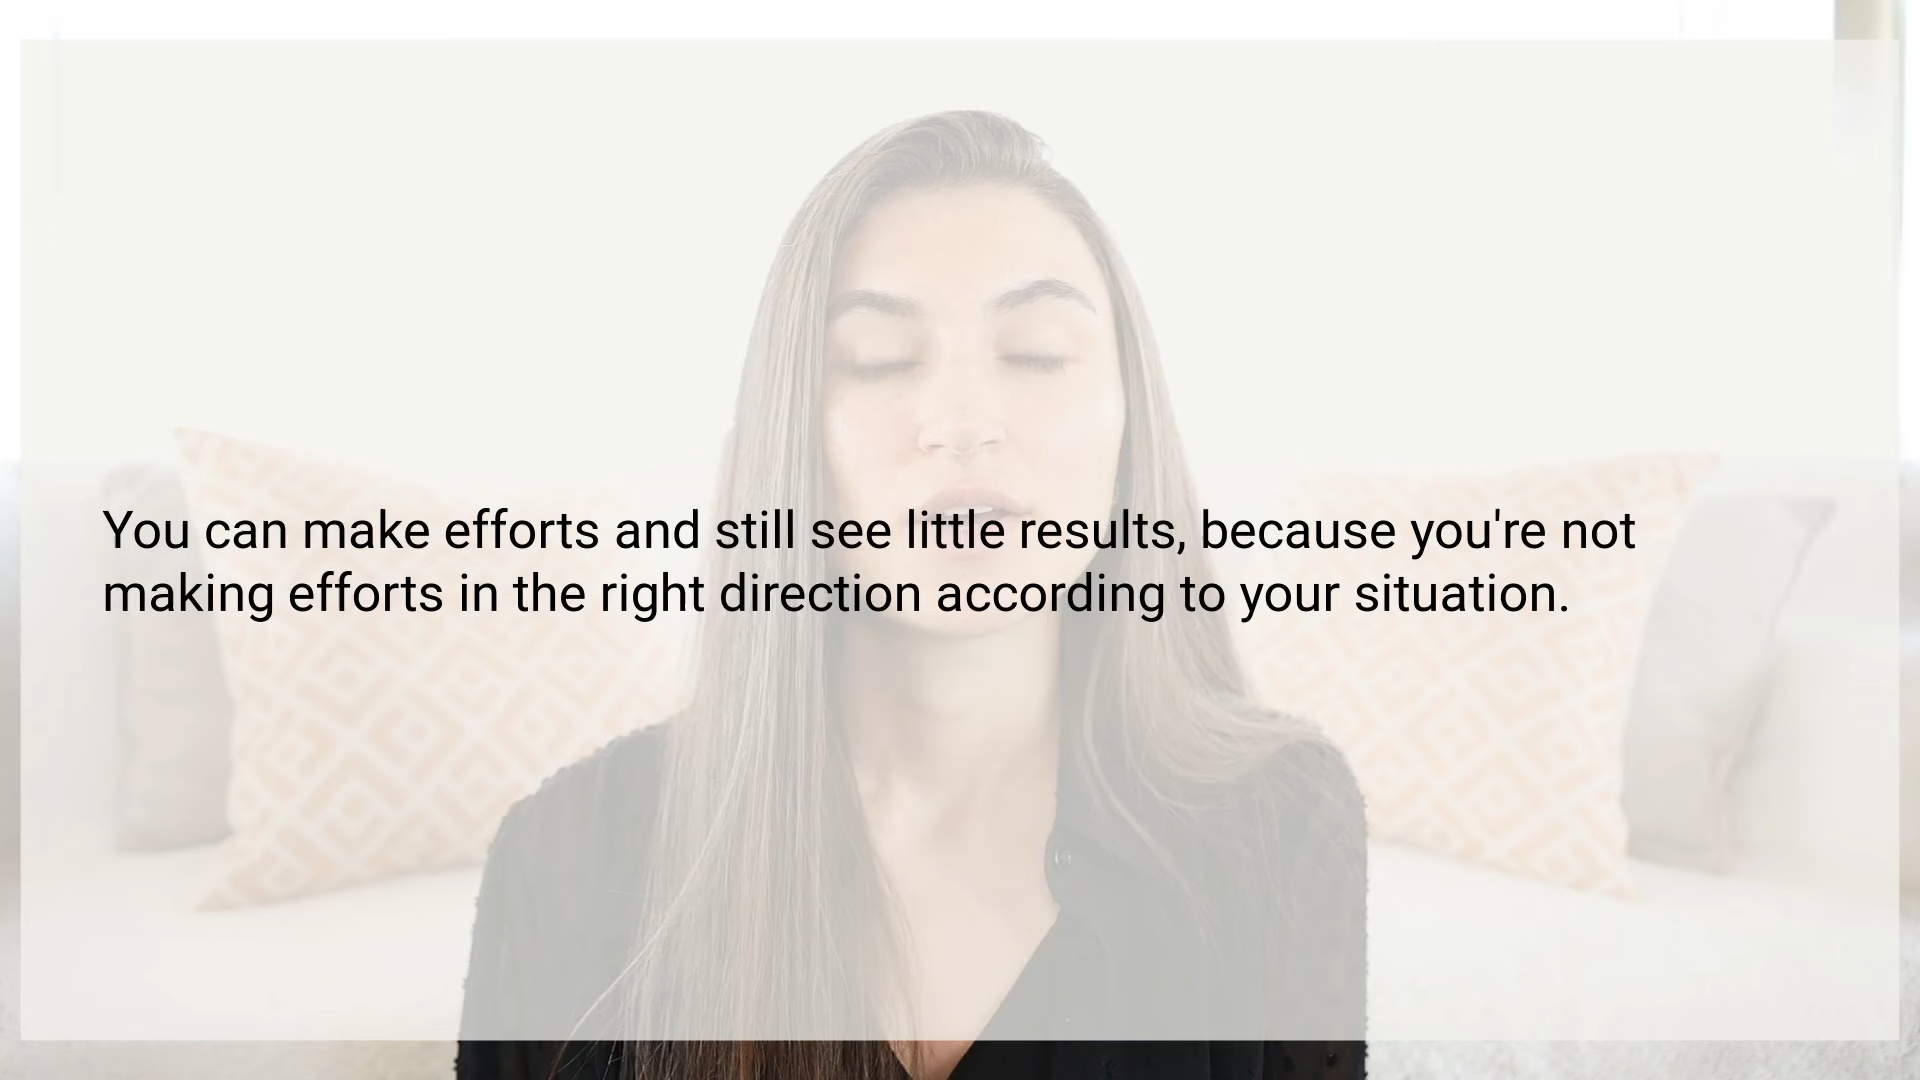 You can make efforts and still see little results, because you're not
making efforts in the right direction according to your situation.